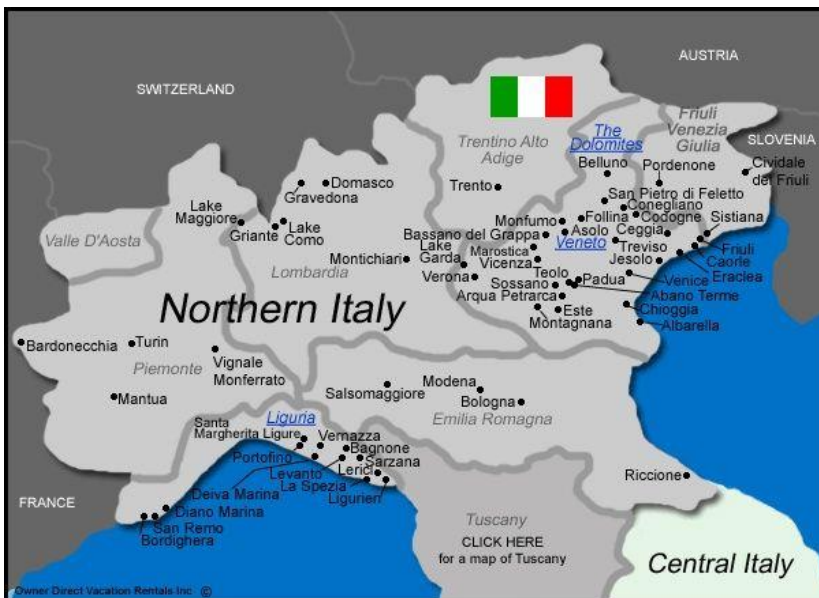 AUSTRIA
SWITZERLAND
Friuli
Venezia
Giulia
The
Dolomites
SLOVENIA
Trentino Alto
Adige
Belluno
Pordenone
Cividale
del Friuli
Domasco
Gravedona
Trento
San Pietro di Feletto
Lake
Maggiore
Conegliano
Monfumo
Follina
Codogne
Sistiana
Griante
Lake
Como
Bassano del Grappa
Asolo
Ceggia
Valle D'Aosta
Lake
Garda
Marostica
Veneto
Treviso
Friuli
Montichiari
Vicenza
Jesolo
Caorle
Lombardia
Verona
Teolo
Padua
Venice
Eraclea
Sossano
Abano Terme
Arqua Petrarca
Chioggia
Northern Italy
Este
Montagnana
Albarella
Bardonecchia
Turin
Piemonte
Vignale
Monferrato
Mantua
Salsomaggiore
Modena
Bologna
Emilia Romagna
Liguria
Santa
Margherita Ligure
Vernazza
Portofino
Bagnone
Sarzana
Levanto
Lerici
La Spezia
Ligurien
Deiva Marina
Riccione
FRANCE
Diano Marina
San Remo
Bordighera
Tuscany
CLICK HERE
for a map of Tuscany
Central Italy
Owner Direct Vacation Rentals Inc ©